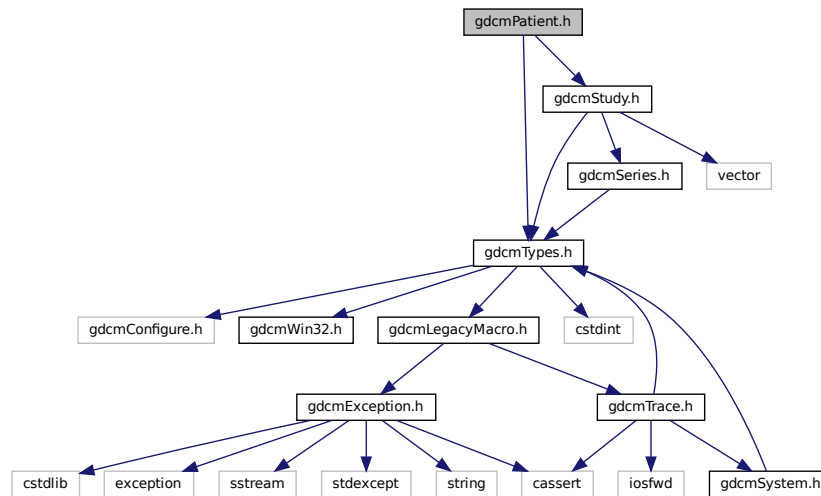 gdcmPatient.h
gdcmStudy.h
gdcmSeries.h
vector
gdcmTypes.h
gdcmConfigure.h
gdcmWin32.h
gdcmLegacyMacro.h
cstdint
gdcmException.h
gdcmTrace.h
cstdlib
exception
sstream
stdexcept
string
cassert
iosfwd
gdcmSystem.h